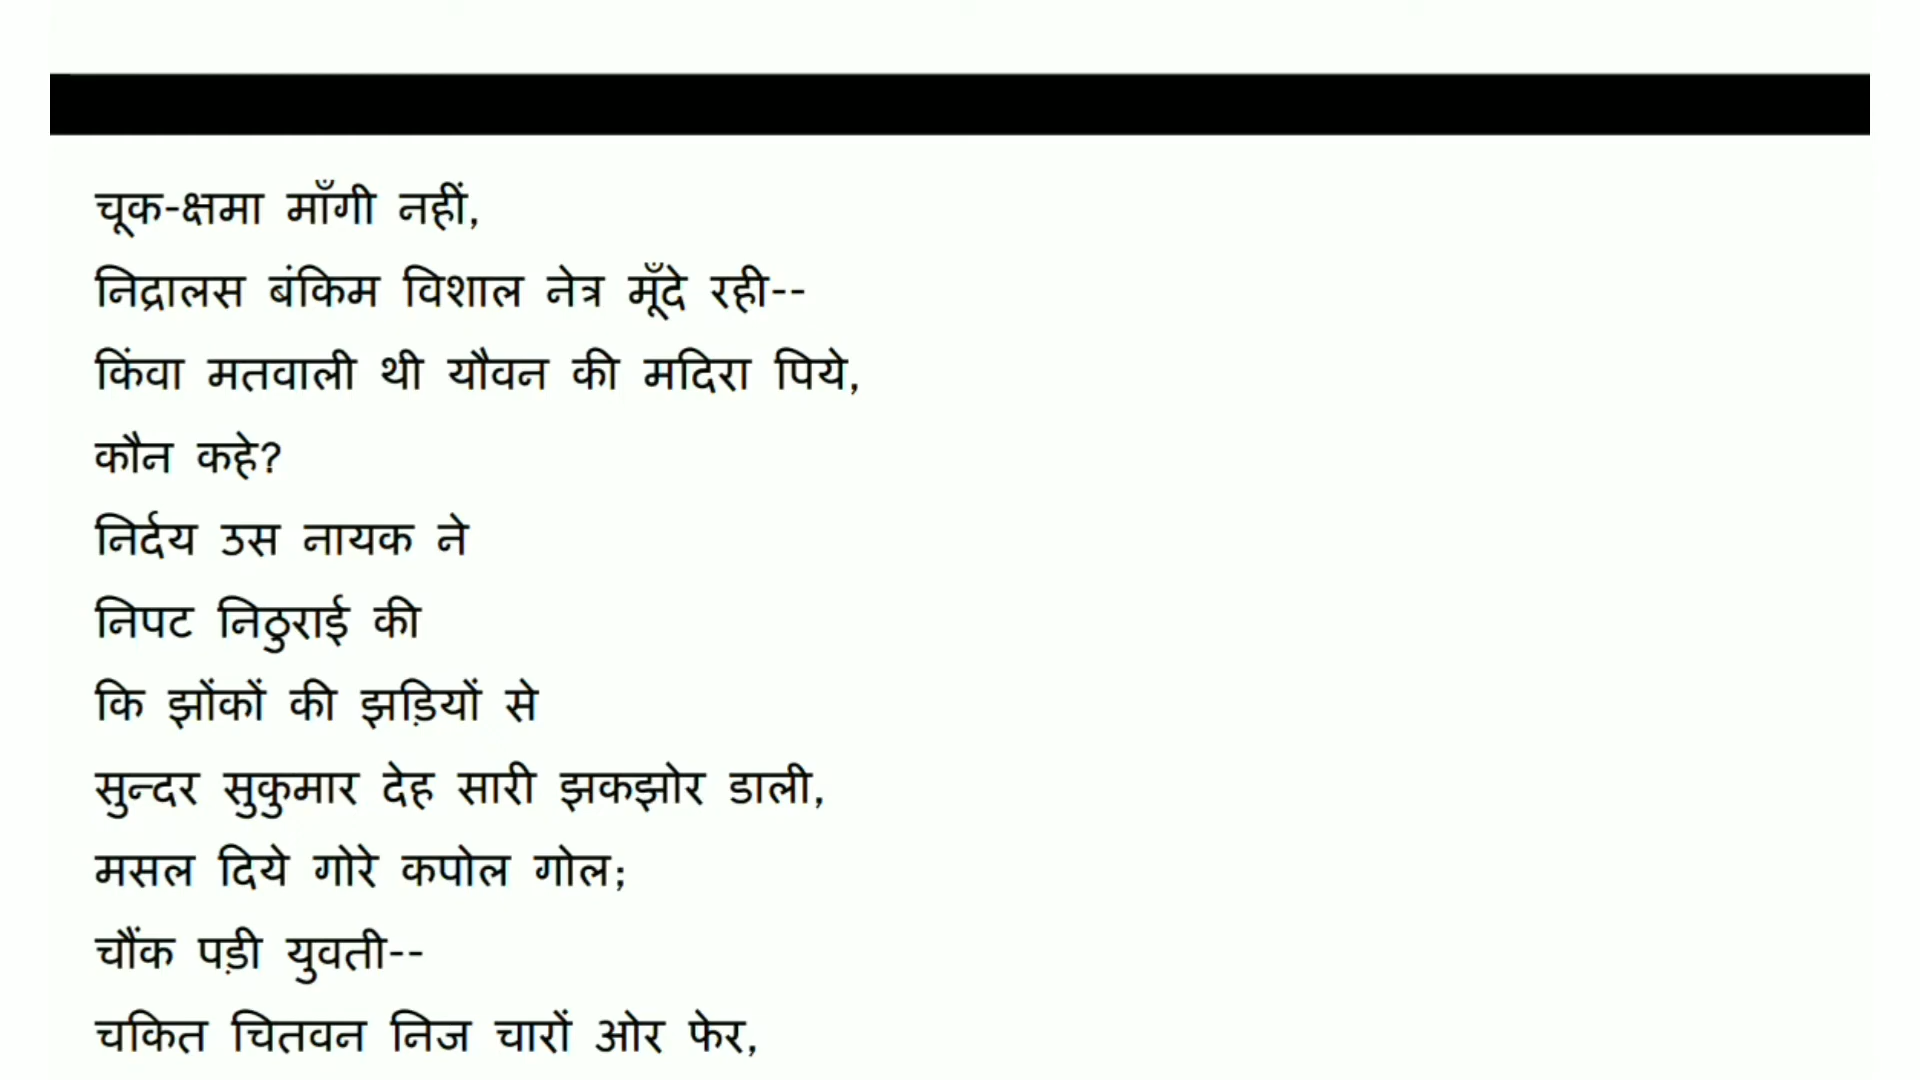 चूक-क्षमा माँगी नहीं,
निद्रालस बंकिम विशाल नेत्र मूँदे रही--
किंवा मतवाली थी यौवन की मदिरा पिये,
कौन कहे?
निर्दय उस नायक ने
निपट निठुराई की
कि झोंकों की झड़ियों से
सुन्दर सुकुमार देह सारी झकझोर डाली,
मसल दिये गोरे कपोल गोल;
चौंक पड़ी युवती--
चकित चितवन निज चारों ओर फेर,